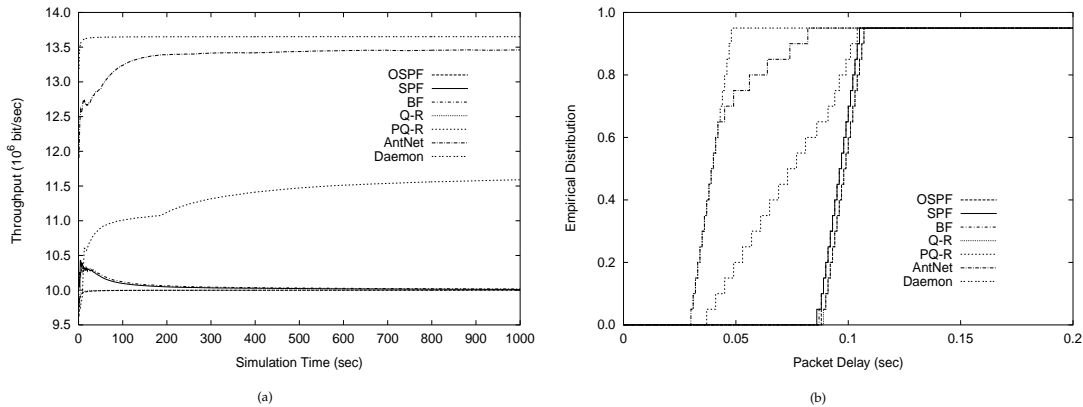 14.0
13.5
13.0
12.5
12.0
11.5
11.0
10.5
10.0
9.5
0 100 200 300 400 500 600 700 800 900 1000
Throughput (10⁶ bit/sec)
Simulation Time (sec)
OSPF
SPF
BF
Q-R
PQ-R
AntNet
Daemon
(a)
1.0
0.8
0.6
0.4
0.2
0.0
0 0.05 0.1 0.15 0.2
Empirical Distribution
Packet Delay (sec)
OSPF
SPF
BF
Q-R
PQ-R
AntNet
Daemon
(b)